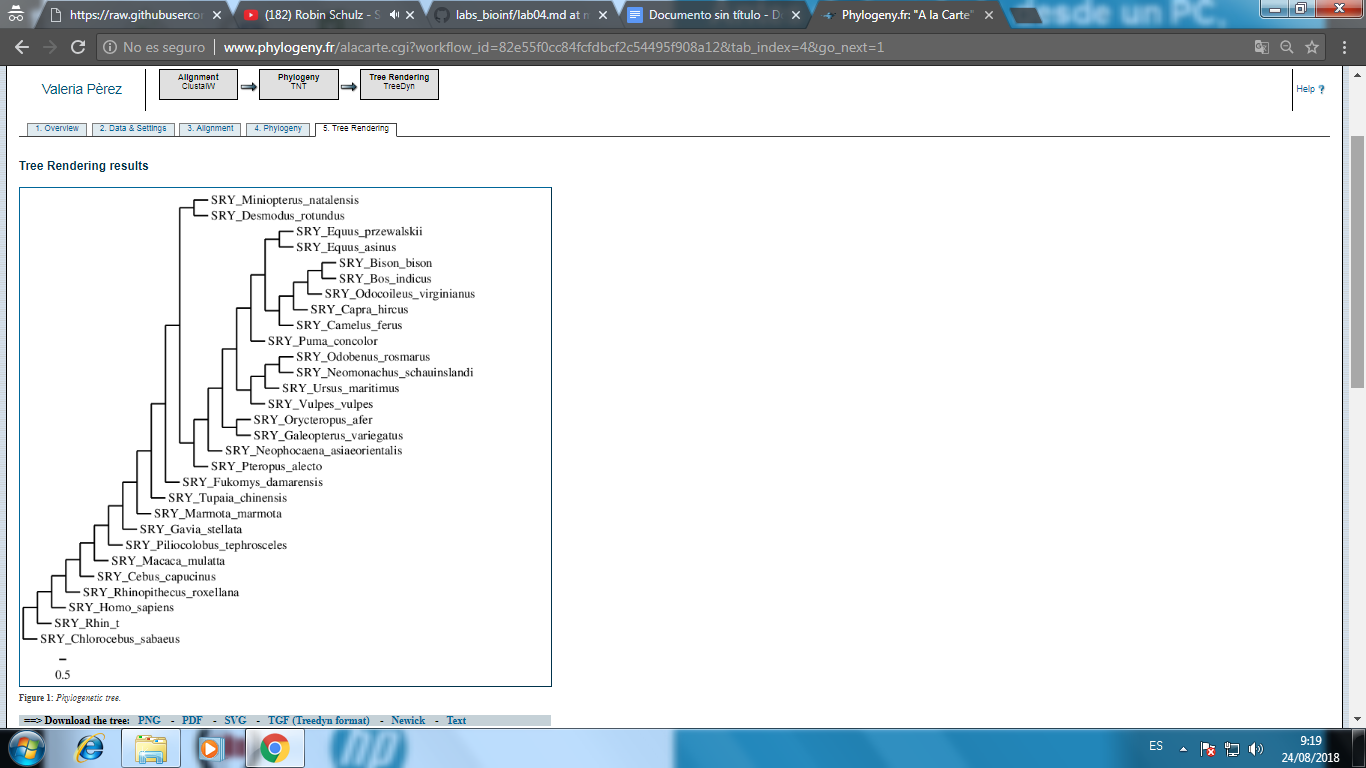 https://raw.githubuserco
(182) Robin Schulz - S
labs_bioinf/lab04.md at m
Documento sin título - D
Phylogeny.fr: "A la Carte"
esde un PC,
No es seguro | www.phylogeny.fr/alacarte.cgi?workflow_id=82e55f0cc84fcfdbcf2c54495f908a12&tab_index=4&go_next=1
Valeria Pèrez
Alignment
ClustalW
Phylogeny
TNT
Tree Rendering
TreeDyn
Help ?
1. Overview
2. Data & Settings
3. Alignment
4. Phylogeny
5. Tree Rendering
Tree Rendering results
SRY_Miniopterus_natalensis
SRY_Desmodus_rotundus
SRY_Equus_przewalskii
SRY_Equus_asinus
SRY_Bison_bison
SRY_Bos_indicus
SRY_Odocoileus_virginianus
SRY_Capra_hircus
SRY_Camelus_ferus
SRY_Puma_concolor
SRY_Odobenus_rosmarus
SRY_Neomonachus_schauinslandi
SRY_Ursus_maritimus
SRY_Vulpes_vulpes
SRY_Orycteropus_afer
SRY_Galeopterus_variegatus
SRY_Neophocaena_asiaeorientalis
SRY_Pteropus_alecto
SRY_Fukomys_damarensis
SRY_Tupaia_chinensis
SRY_Marmota_marmota
SRY_Gavia_stellata
SRY_Piliocolobus_tephrosceles
SRY_Macaca_mulatta
SRY_Cebus_capucinus
SRY_Rhinopithecus_roxellana
SRY_Homo_sapiens
SRY_Rhin_t
SRY_Chlorocebus_sabaeus
0.5
Figure 1: Phylogenetic tree.
==> Download the tree: PNG - PDF - SVG - TGF (Treedyn format) - Newick - Text
hp
ES
9:19
24/08/2018